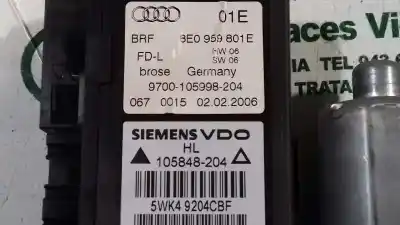 01E
BRF 8E0 959 801E
FD-L HW 06
SW 06
brose Germany
9700-105998-204
067 0015 02.02.2006
SIEMENS VDO
HL
105848-204
5WK4 9204CBF
aces Vi
TEL.